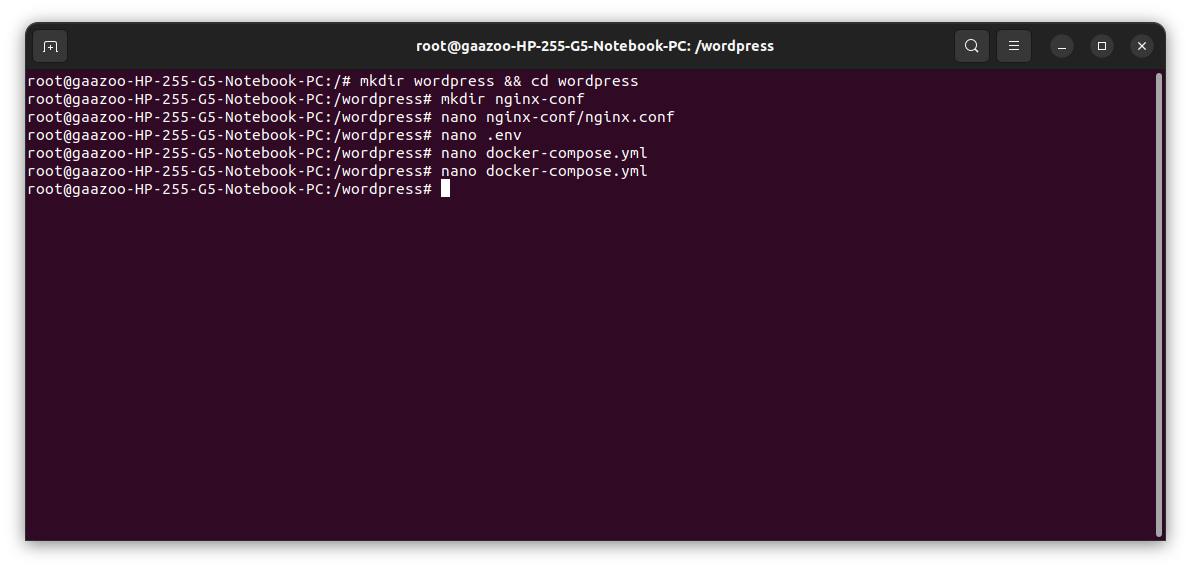 root@gaazoo-HP-255-G5-Notebook-PC: /wordpress
root@gaazoo-HP-255-G5-Notebook-PC:/# mkdir wordpress && cd wordpress
root@gaazoo-HP-255-G5-Notebook-PC:/wordpress# mkdir nginx-conf
root@gaazoo-HP-255-G5-Notebook-PC:/wordpress# nano nginx-conf/nginx.conf
root@gaazoo-HP-255-G5-Notebook-PC:/wordpress# nano .env
root@gaazoo-HP-255-G5-Notebook-PC:/wordpress# nano docker-compose.yml
root@gaazoo-HP-255-G5-Notebook-PC:/wordpress# nano docker-compose.yml
root@gaazoo-HP-255-G5-Notebook-PC:/wordpress#